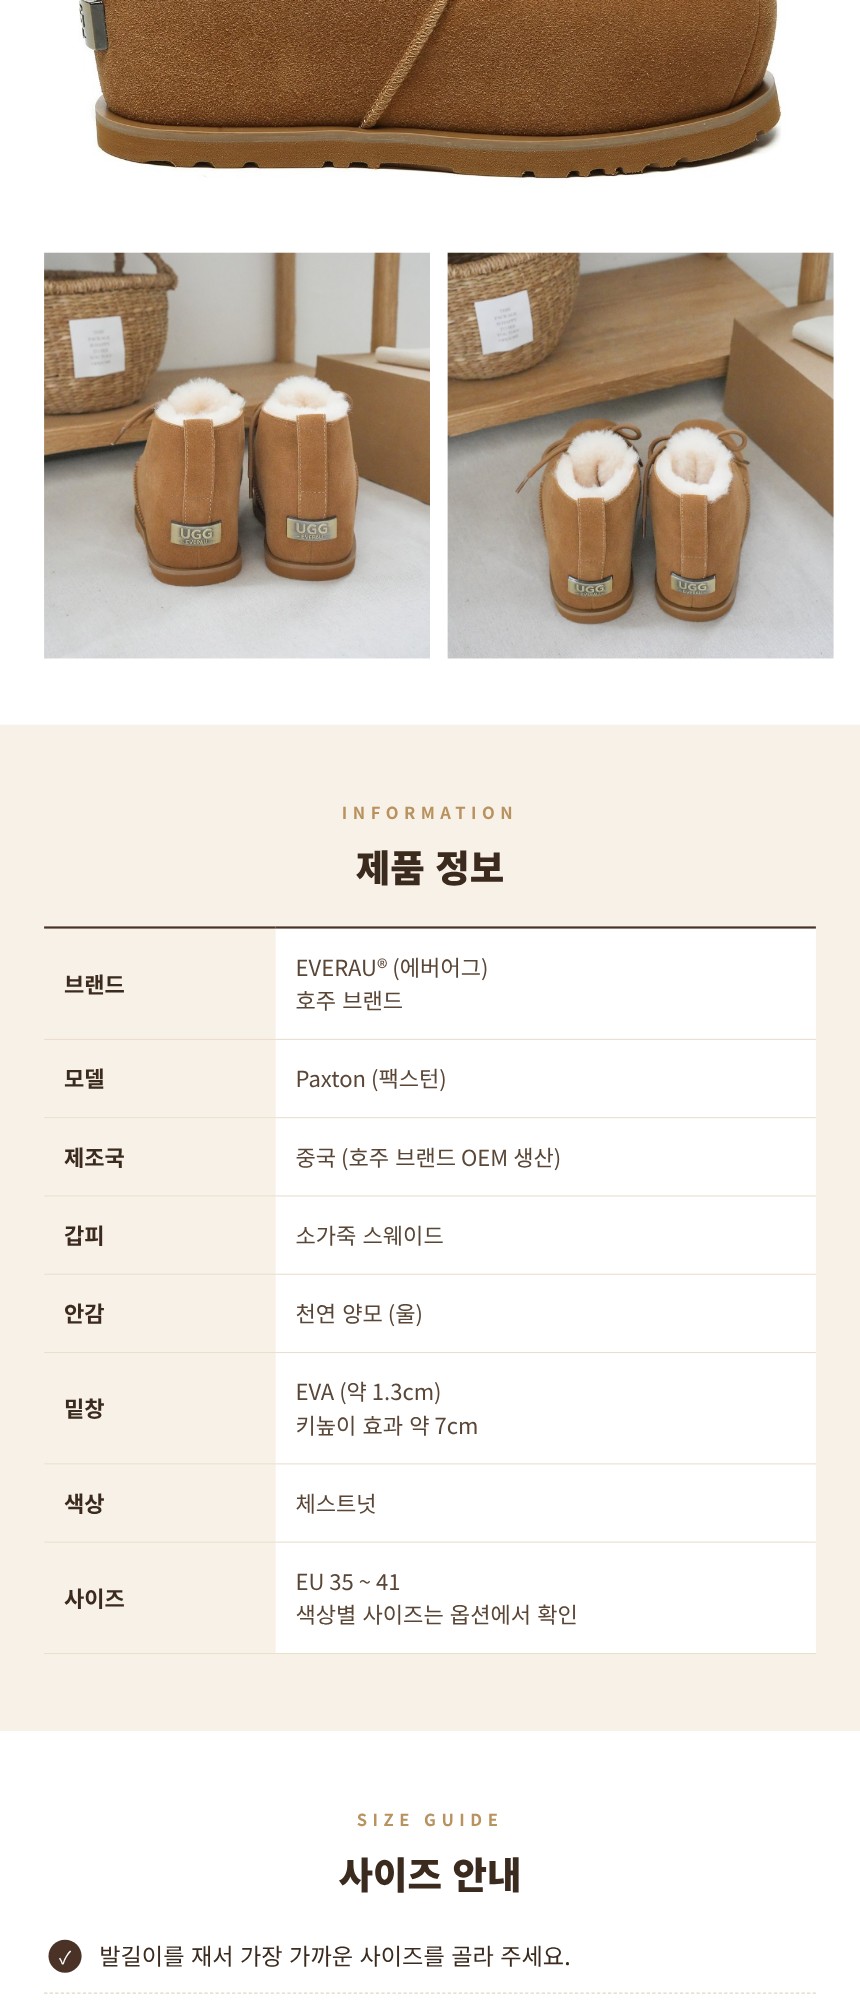 UGG
EVERAU
UGG
EVERAU
UGG
EVERAU
UGG
EVERAU
INFORMATION
제품 정보
브랜드
EVERAU® (에버어그)
호주 브랜드
모델
Paxton (팩스턴)
제조국
중국 (호주 브랜드 OEM 생산)
갑피
소가죽 스웨이드
안감
천연 양모 (울)
밑창
EVA (약 1.3cm)
키높이 효과 약 7cm
색상
체스트넛
사이즈
EU 35 ~ 41
색상별 사이즈는 옵션에서 확인
SIZE GUIDE
사이즈 안내
발길이를 재서 가장 가까운 사이즈를 골라 주세요.